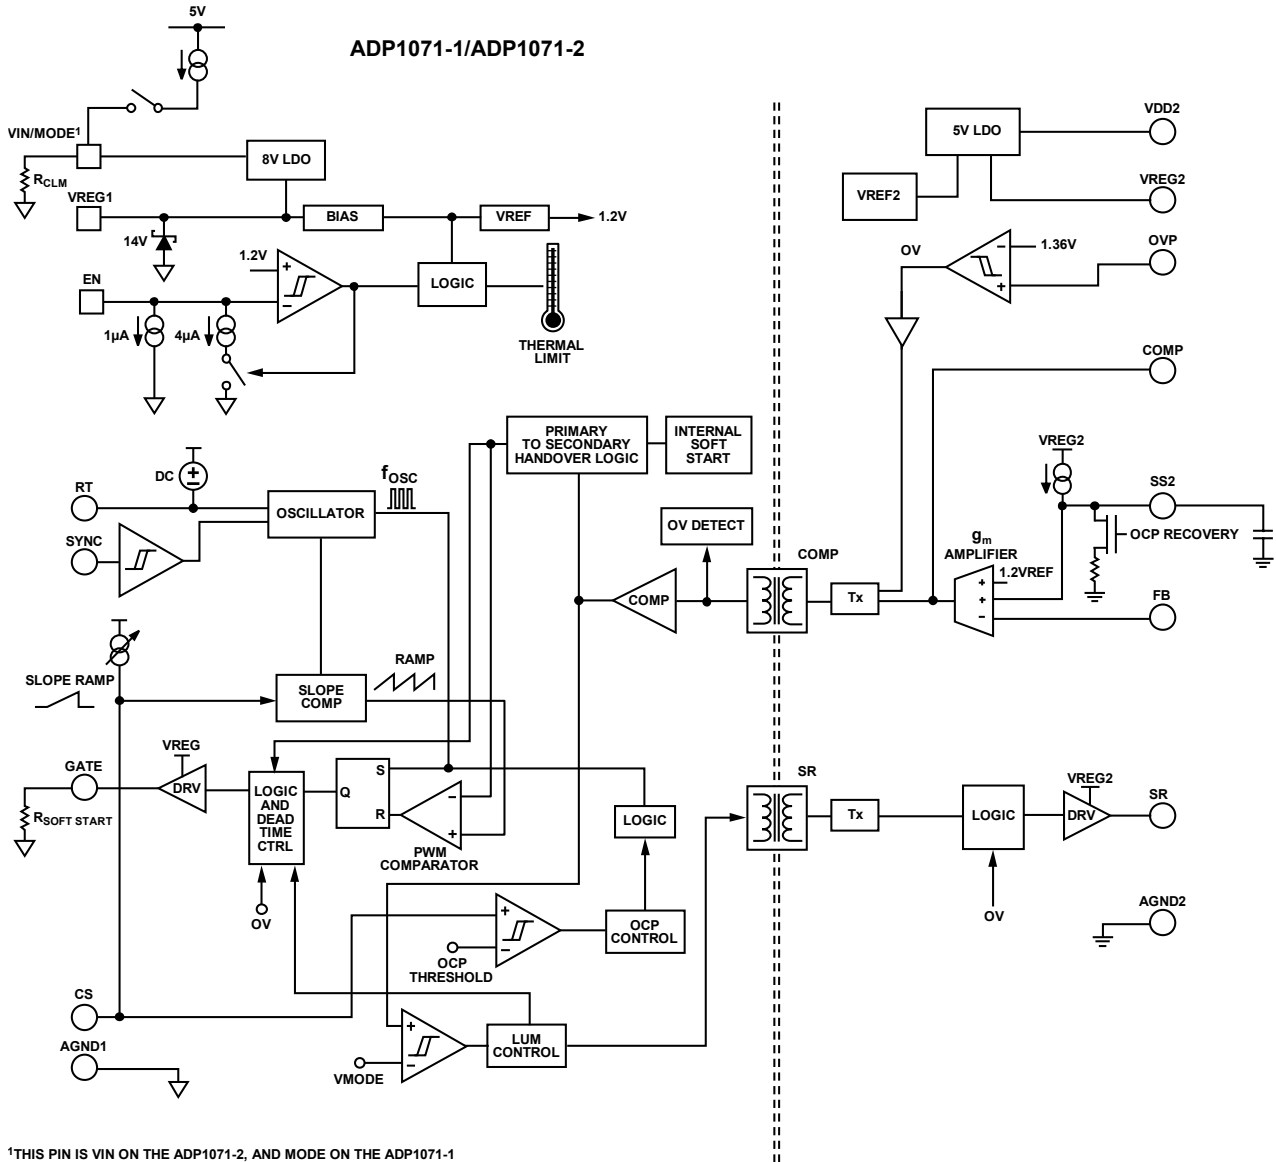 5V
ADP1071-1/ADP1071-2
VIN/MODE1
RCLM
8V LDO
VREG1
BIAS
VREF
1.2V
14V
1.2V
+
−
EN
LOGIC
1µA
4µA
THERMAL
LIMIT
VDD2
5V LDO
VREF2
VREG2
OV
−
1.36V
+
OVP
COMP
PRIMARY
TO SECONDARY
HANDOVER LOGIC
INTERNAL
SOFT
START
DC
+
−
fOSC
RT
OSCILLATOR
SYNC
OV DETECT
COMP
COMP
Tx
VREG2
SS2
OCP RECOVERY
gm
AMPLIFIER
1.2VREF
+
+
−
FB
SLOPE RAMP
SLOPE
COMP
RAMP
VREG
GATE
DRV
RSOFT START
LOGIC
AND
DEAD
TIME
CTRL
S
Q
R
−
+
PWM
COMPARATOR
LOGIC
OV
+
−
OCP
THRESHOLD
OCP
CONTROL
SR
Tx
LOGIC
VREG2
DRV
SR
OV
AGND2
CS
AGND1
+
−
VMODE
LUM
CONTROL
1THIS PIN IS VIN ON THE ADP1071-2, AND MODE ON THE ADP1071-1